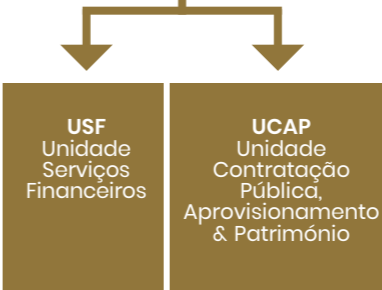 USF
Unidade
Serviços
Financeiros
UCAP
Unidade
Contratação
Pública,
Aprovisionamento
& Património